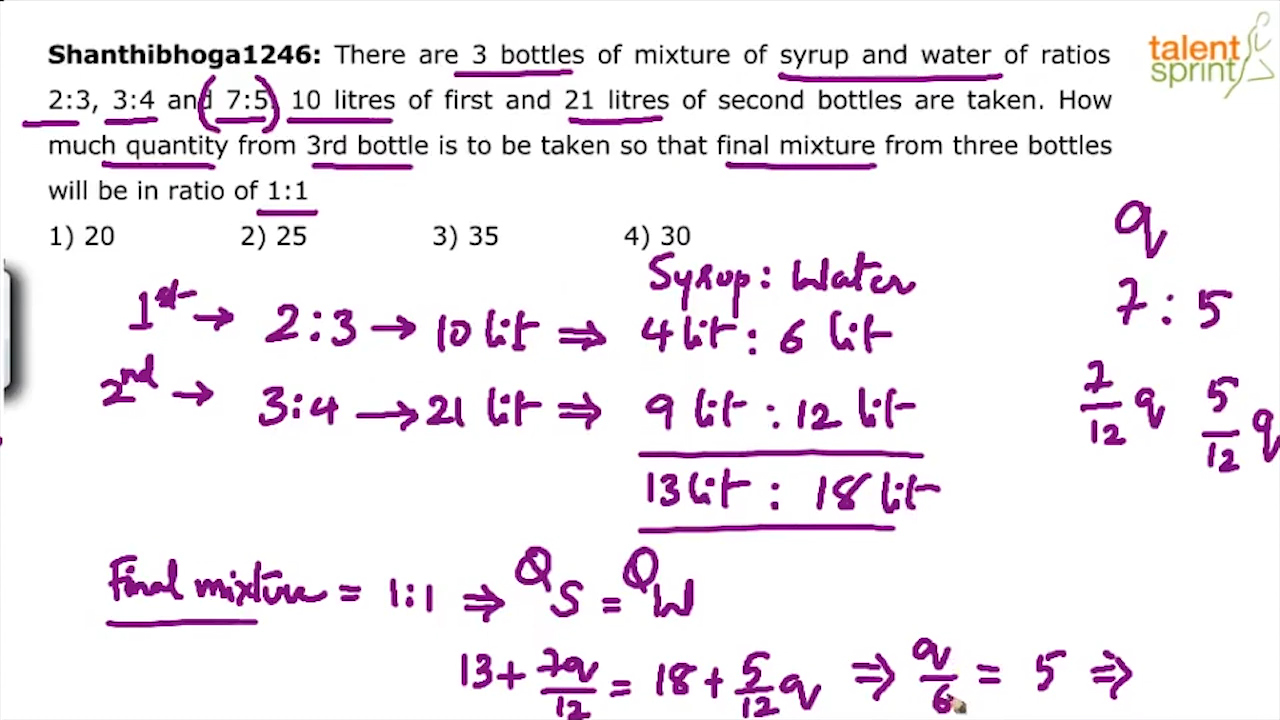 talent
sprint
Shanthibhoga1246: There are 3 bottles of mixture of syrup and water of ratios
2:3, 3:4 and (7:5) 10 litres of first and 21 litres of second bottles are taken. How
much quantity from 3rd bottle is to be taken so that final mixture from three bottles
will be in ratio of 1:1
1) 20 2) 25 3) 35 4) 30
q
7 : 5
7/12 q 5/12 q
Syrup : Water
1st → 2:3 → 10 lit ⇒ 4 lit : 6 lit
2nd → 3:4 → 21 lit ⇒ 9 lit : 12 lit
13 lit : 18 lit
Final mixture = 1:1 ⇒ QS = QW
13 + 7q/12 = 18 + 5/12 q ⇒ q/6 = 5 ⇒